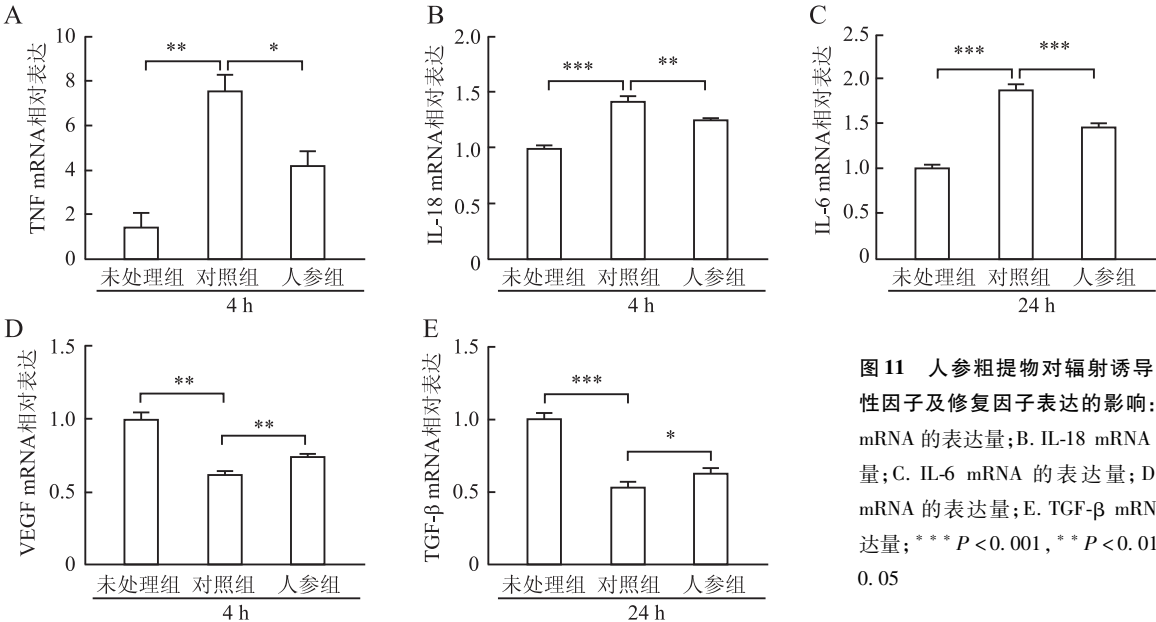 A
TNF mRNA相对表达
10
8
6
4
2
0
**
*
未处理组 对照组 人参组
4 h
B
IL-18 mRNA相对表达
2.0
1.5
1.0
0.5
0
***
**
未处理组 对照组 人参组
4 h
C
IL-6 mRNA相对表达
2.5
2.0
1.5
1.0
0.5
0
***
***
未处理组 对照组 人参组
24 h
D
VEGF mRNA相对表达
1.5
1.0
0.5
0
**
**
未处理组 对照组 人参组
4 h
E
TGF-β mRNA相对表达
1.5
1.0
0.5
0
***
*
未处理组 对照组 人参组
24 h
图 11 人参粗提物对辐射诱导
性因子及修复因子表达的影响:
mRNA 的表达量;B. IL-18 mRNA
量;C. IL-6 mRNA 的表达量;D
mRNA 的表达量;E. TGF-β mRN
达量;***P<0.001,**P<0.01
0.05